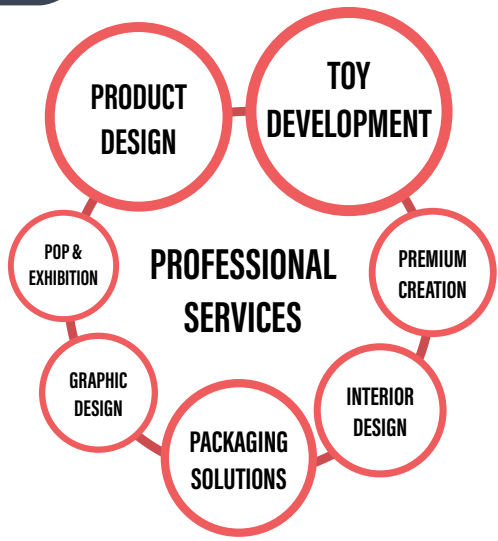 PRODUCT
DESIGN
TOY
DEVELOPMENT
POP &
EXHIBITION
PROFESSIONAL
SERVICES
PREMIUM
CREATION
GRAPHIC
DESIGN
INTERIOR
DESIGN
PACKAGING
SOLUTIONS